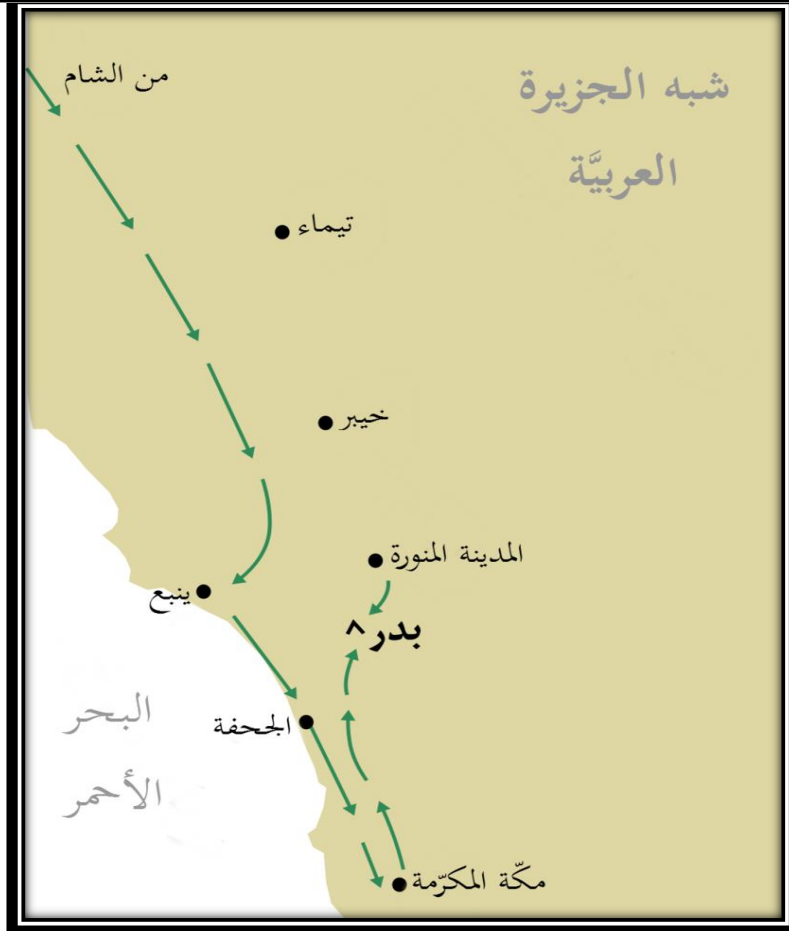 من الشام
شبه الجزيرة
العربيَّة
تيماء
خيبر
المدينة المنورة
ينبع
بدر
البحر
الأحمر
الجحفة
مكّة المكرّمة